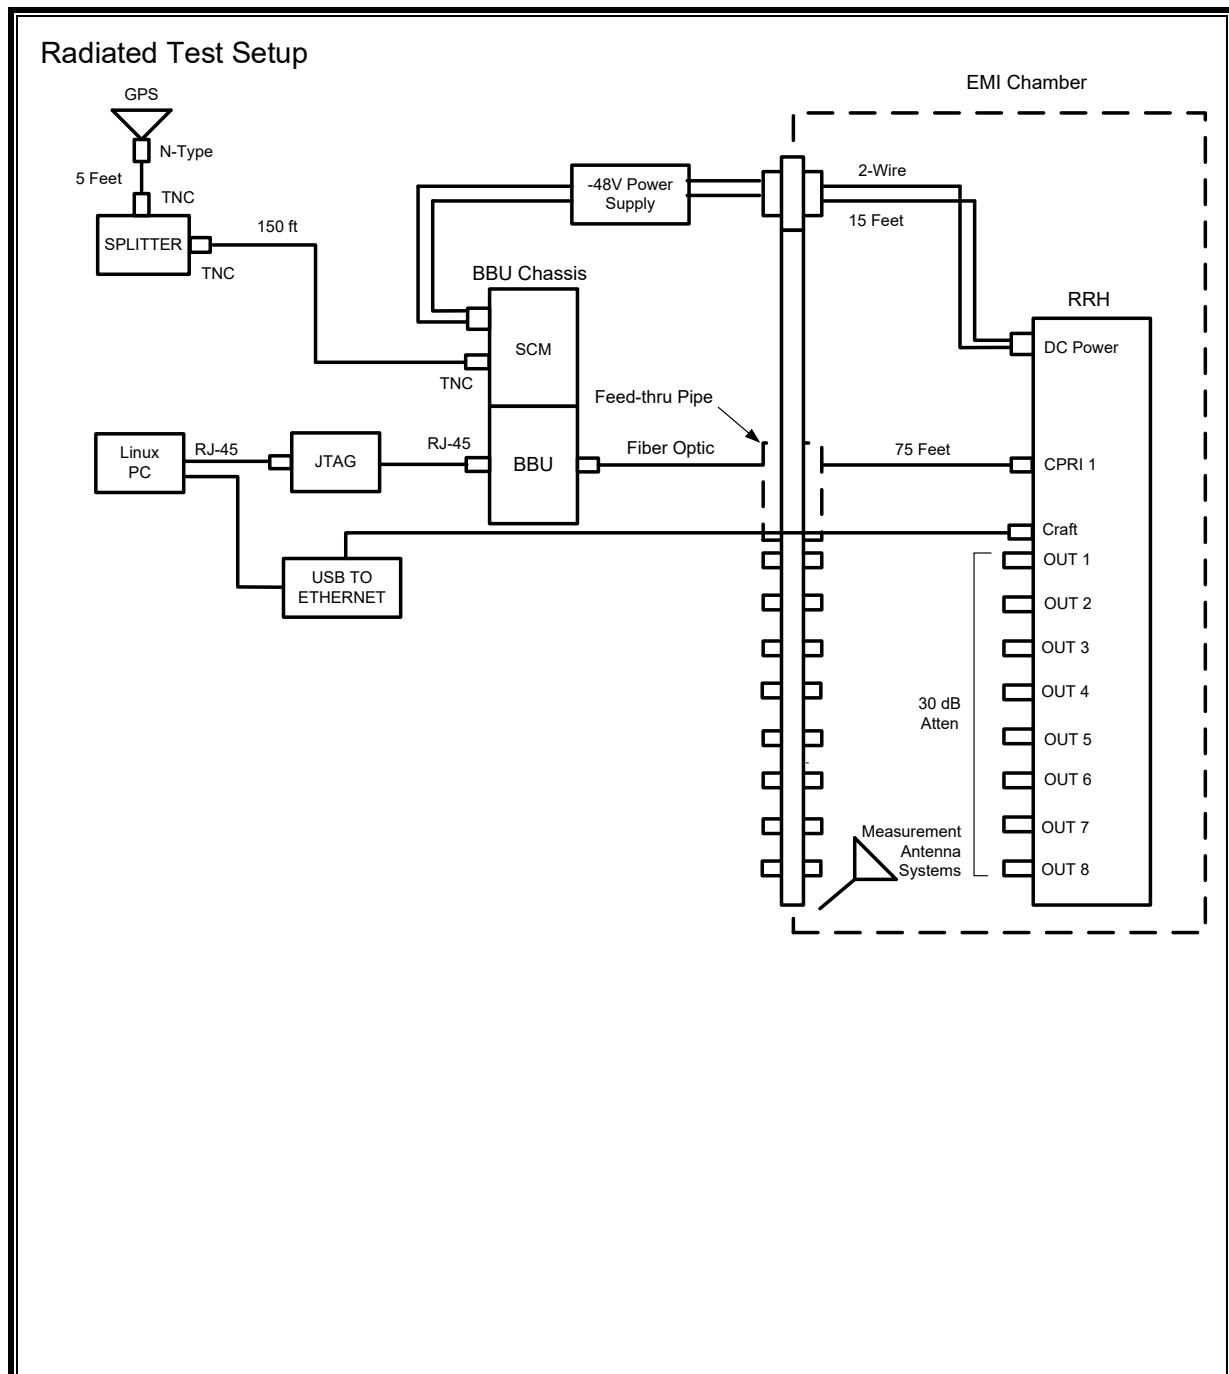 Radiated Test Setup
EMI Chamber
GPS
N-Type
5 Feet
TNC
SPLITTER
150 ft
TNC
-48V Power
Supply
2-Wire
15 Feet
BBU Chassis
SCM
TNC
RRH
DC Power
Feed-thru Pipe
Linux
PC
RJ-45
JTAG
RJ-45
BBU
Fiber Optic
75 Feet
CPRI 1
Craft
USB TO
ETHERNET
OUT 1
OUT 2
OUT 3
OUT 4
30 dB
Atten
OUT 5
OUT 6
OUT 7
Measurement
Antenna
Systems
OUT 8